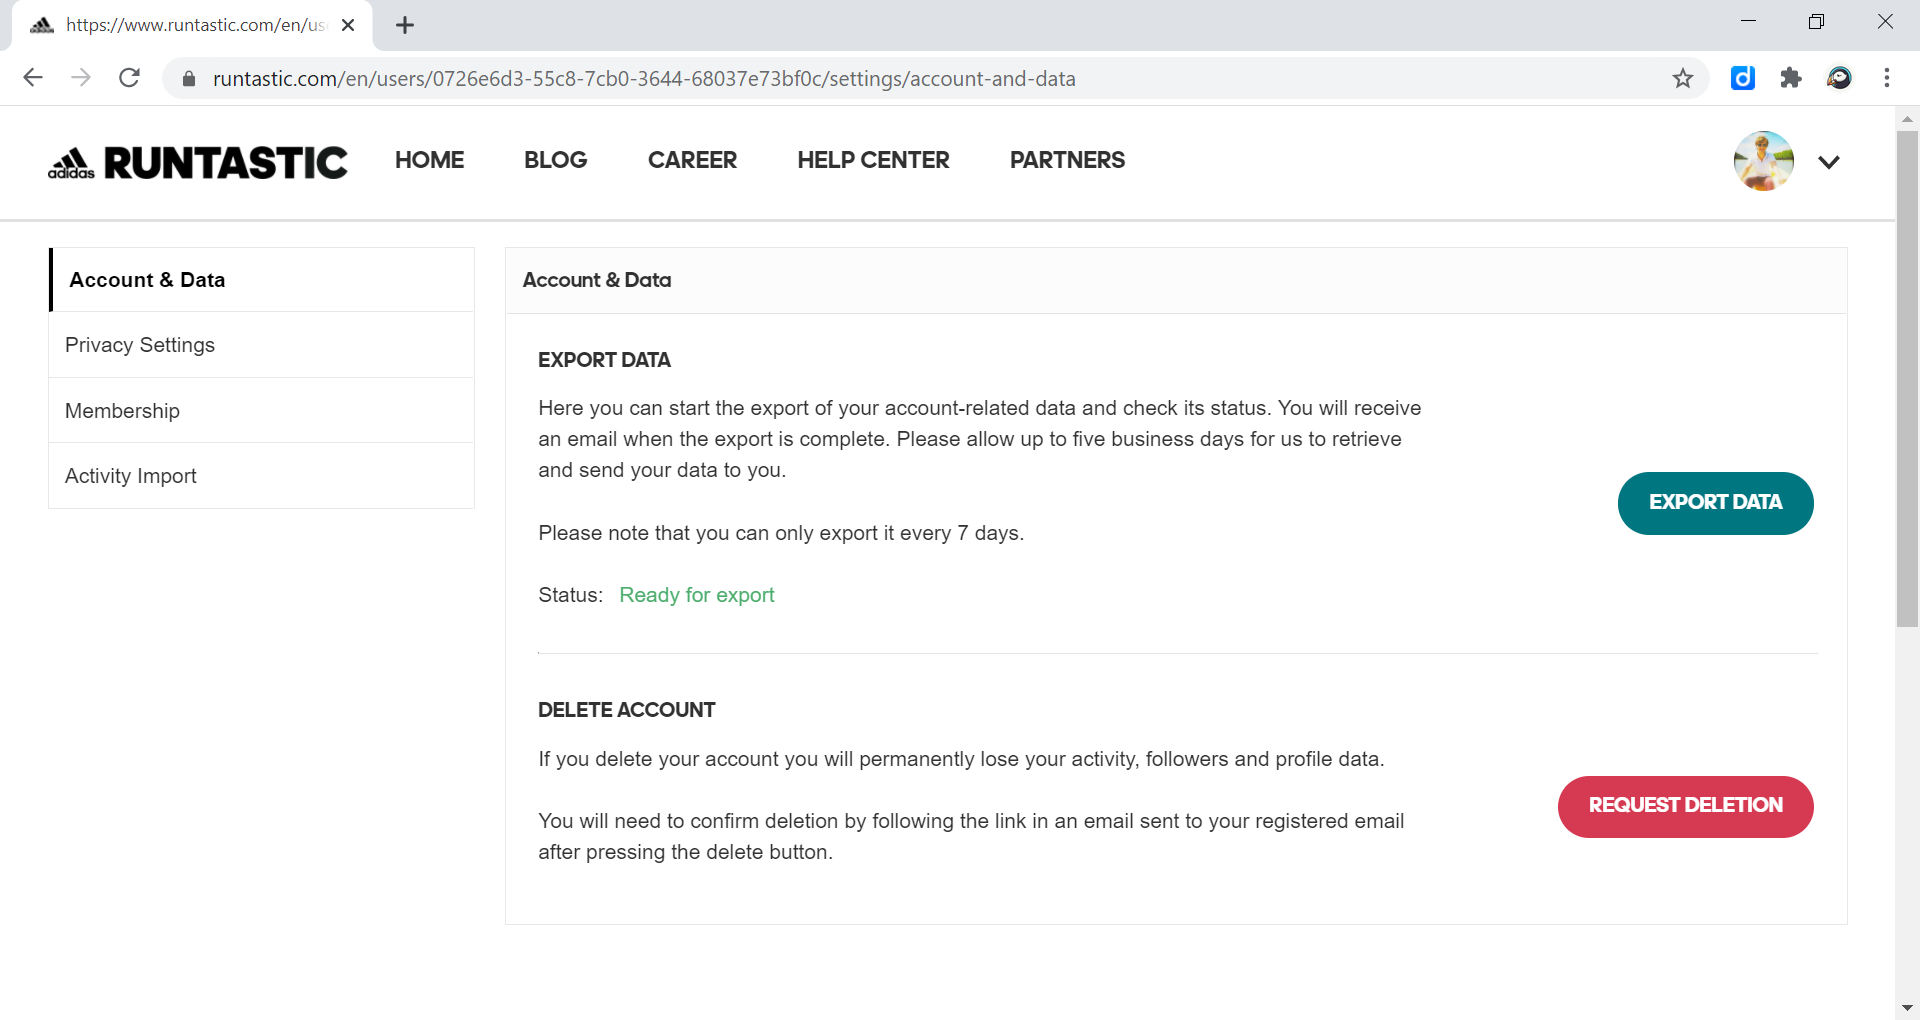 https://www.runtastic.com/en/us
runtastic.com/en/users/0726e6d3-55c8-7cb0-3644-68037e73bf0c/settings/account-and-data
adidas RUNTASTIC HOME BLOG CAREER HELP CENTER PARTNERS
Account & Data
Privacy Settings
Membership
Activity Import
Account & Data
EXPORT DATA
Here you can start the export of your account-related data and check its status. You will receive
an email when the export is complete. Please allow up to five business days for us to retrieve
and send your data to you.
Please note that you can only export it every 7 days.
Status: Ready for export
EXPORT DATA
DELETE ACCOUNT
If you delete your account you will permanently lose your activity, followers and profile data.
You will need to confirm deletion by following the link in an email sent to your registered email
after pressing the delete button.
REQUEST DELETION